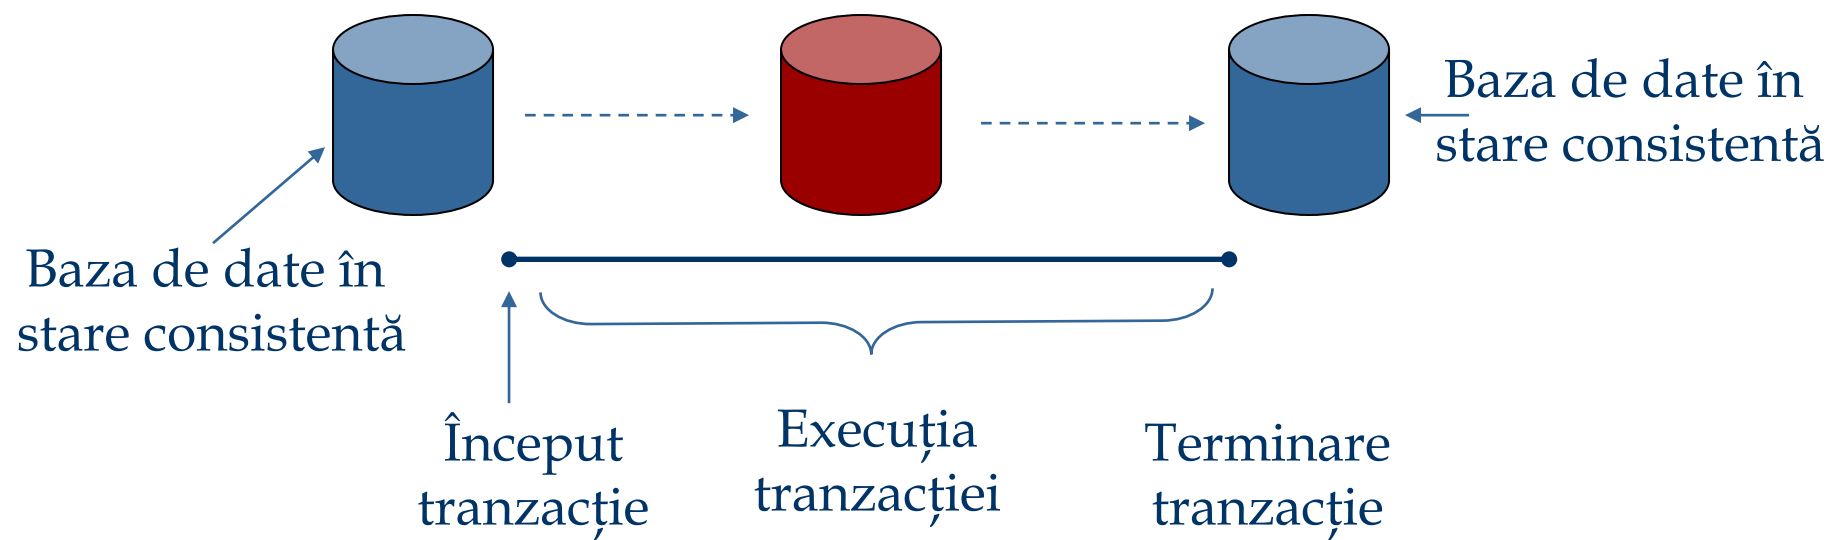 Baza de date în
stare consistentă
Baza de date în
stare consistentă
Început
tranzacție
Execuția
tranzacției
Terminare
tranzacție